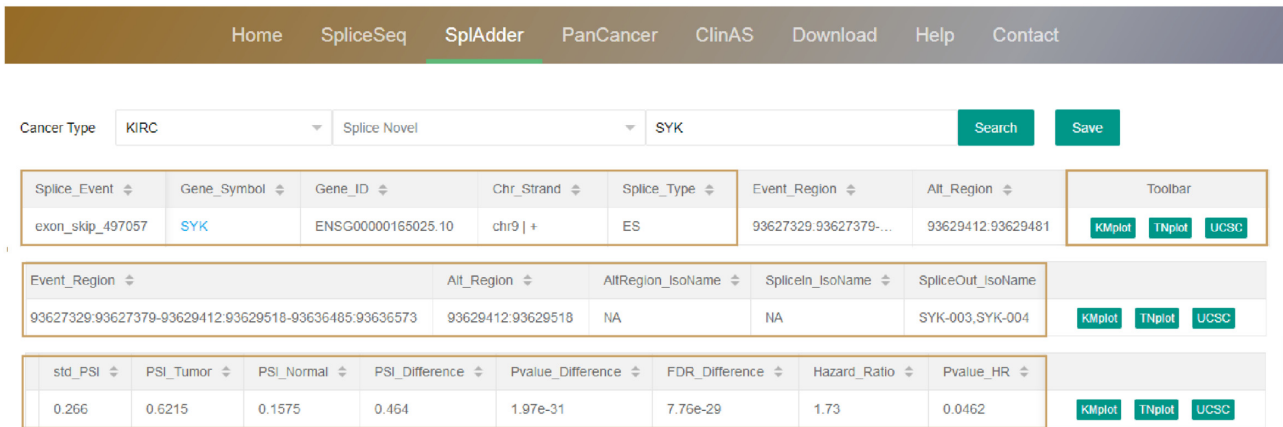 Home SpliceSeq SplAdder PanCancer ClinAS Download Help Contact
Cancer Type KIRC Splice Novel SYK Search Save
Splice_Event Gene_Symbol Gene_ID Chr_Strand Splice_Type Event_Region Alt_Region Toolbar
exon_skip_497057 SYK ENSG00000165025.10 chr9 | + ES 93627329:93627379-... 93629412:93629481 KMplot TNplot UCSC
Event_Region Alt_Region AltRegion_IsoName SpliceIn_IsoName SpliceOut_IsoName
93627329:93627379-93629412:93629518-93636485:93636573 93629412:93629518 NA NA SYK-003,SYK-004 KMplot TNplot UCSC
std_PSI PSI_Tumor PSI_Normal PSI_Difference Pvalue_Difference FDR_Difference Hazard_Ratio Pvalue_HR
0.266 0.6215 0.1575 0.464 1.97e-31 7.76e-29 1.73 0.0462 KMplot TNplot UCSC